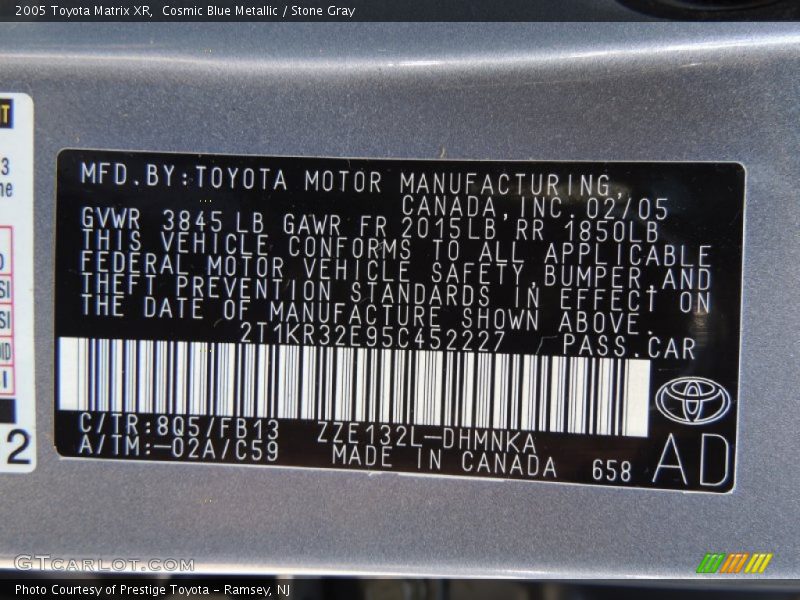 2005 Toyota Matrix XR, Cosmic Blue Metallic / Stone Gray
MFD.BY:TOYOTA MOTOR MANUFACTURING,
CANADA,INC.02/05
GVWR 3845LB GAWR FR 2015LB RR 1850LB
THIS VEHICLE CONFORMS TO ALL APPLICABLE
FEDERAL MOTOR VEHICLE SAFETY,BUMPER,AND
THEFT PREVENTION STANDARDS IN EFFECT ON
THE DATE OF MANUFACTURE SHOWN ABOVE.
2T1KR32E95C452227 PASS.CAR
C/TR:8Q5/FB13 ZZE132L-DHMNKA
A/TM:-02A/C59 MADE IN CANADA 658 AD
2
GTCARLOT.COM
Photo Courtesy of Prestige Toyota - Ramsey, NJ